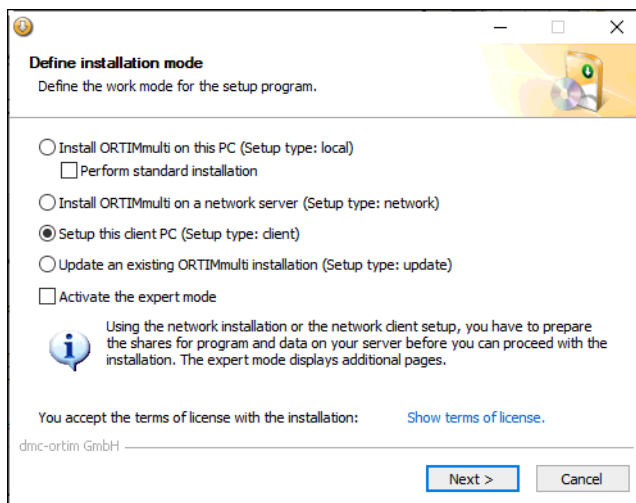 Define installation mode
Define the work mode for the setup program.
Install ORTIMmulti on this PC (Setup type: local)
Perform standard installation
Install ORTIMmulti on a network server (Setup type: network)
Setup this client PC (Setup type: client)
Update an existing ORTIMmulti installation (Setup type: update)
Activate the expert mode
Using the network installation or the network client setup, you have to prepare
the shares for program and data on your server before you can proceed with the
installation. The expert mode displays additional pages.
You accept the terms of license with the installation: Show terms of license.
dmc-ortim GmbH
Next > Cancel